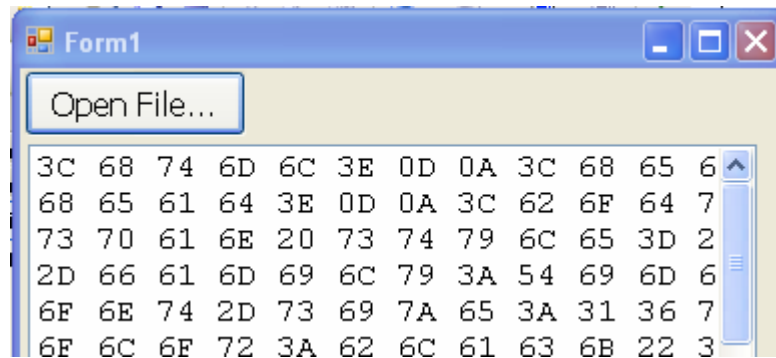 Form1
Open File...
3C 68 74 6D 6C 3E 0D 0A 3C 68 65 6
68 65 61 64 3E 0D 0A 3C 62 6F 64 7
73 70 61 6E 20 73 74 79 6C 65 3D 2
2D 66 61 6D 69 6C 79 3A 54 69 6D 6
6F 6E 74 2D 73 69 7A 65 3A 31 36 7
6F 6C 6F 72 3A 62 6C 61 63 6B 22 3